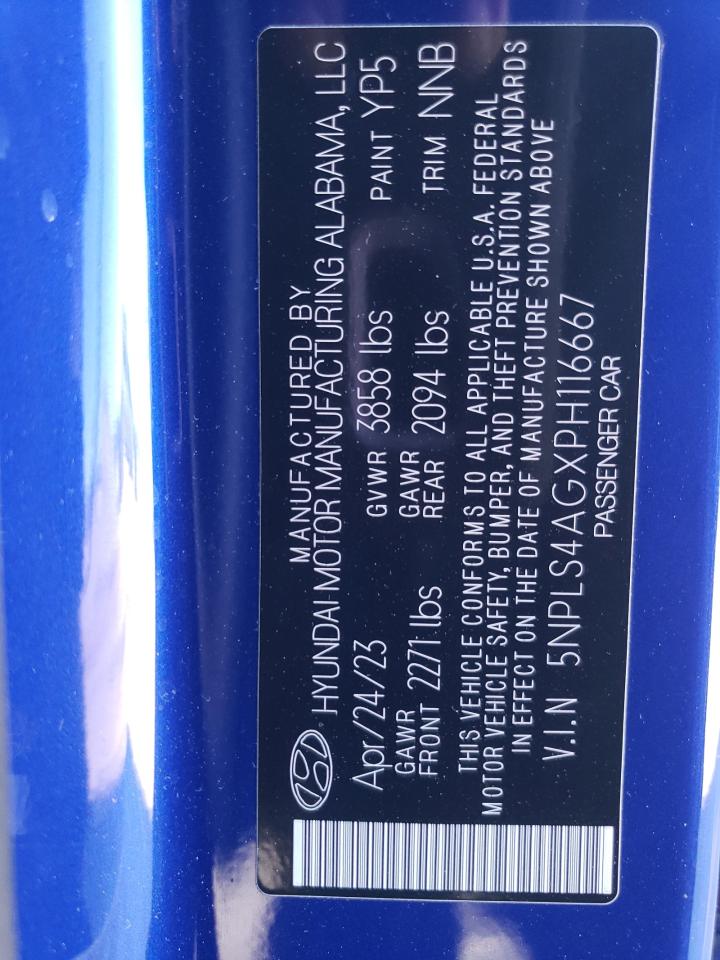 MANUFACTURED BY
HYUNDAI MOTOR MANUFACTURING ALABAMA, LLC
Apr/24/23 GVWR 3858 lbs PAINT YP5
GAWR FRONT 2271 lbs GAWR REAR 2094 lbs TRIM NNB
THIS VEHICLE CONFORMS TO ALL APPLICABLE U.S.A. FEDERAL
MOTOR VEHICLE SAFETY, BUMPER, AND THEFT PREVENTION STANDARDS
IN EFFECT ON THE DATE OF MANUFACTURE SHOWN ABOVE
V.I.N 5NPLS4AGXPH116667
PASSENGER CAR